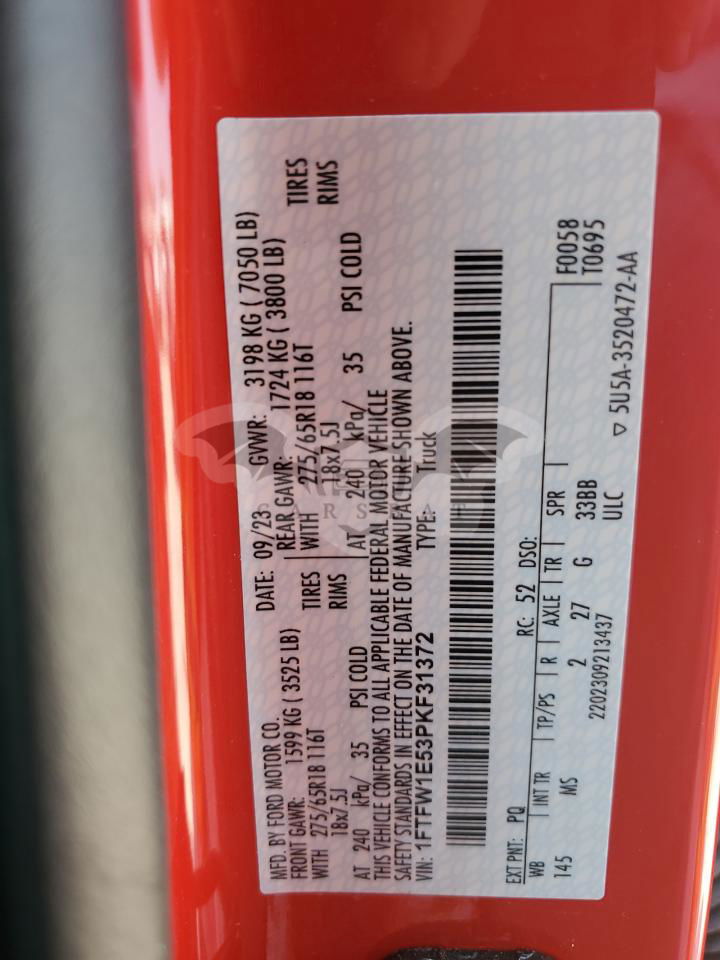 MFD. BY FORD MOTOR CO.
DATE: 09/23 GVWR: 3198 KG ( 7050 LB)
FRONT GAWR: 1599 KG ( 3525 LB) REAR GAWR: 1724 KG ( 3800 LB)
WITH 275/65R18 116T TIRES WITH 275/65R18 116T TIRES
18x7.5J RIMS 18x7.5J RIMS
AT 240 kPa/ 35 PSI COLD AT 240 kPa/ 35 PSI COLD
THIS VEHICLE CONFORMS TO ALL APPLICABLE FEDERAL MOTOR VEHICLE
SAFETY STANDARDS IN EFFECT ON THE DATE OF MANUFACTURE SHOWN ABOVE.
VIN: 1FTFW1E53PKF31372 TYPE: Truck
F0058
T0695
EXT PNT: PQ RC: 52 DSO:
WB INT TR TP/PS R AXLE TR SPR
145 MS 2 27 G 33BB
2202309213437 ULC
▽ 5U5A-3520472-AA